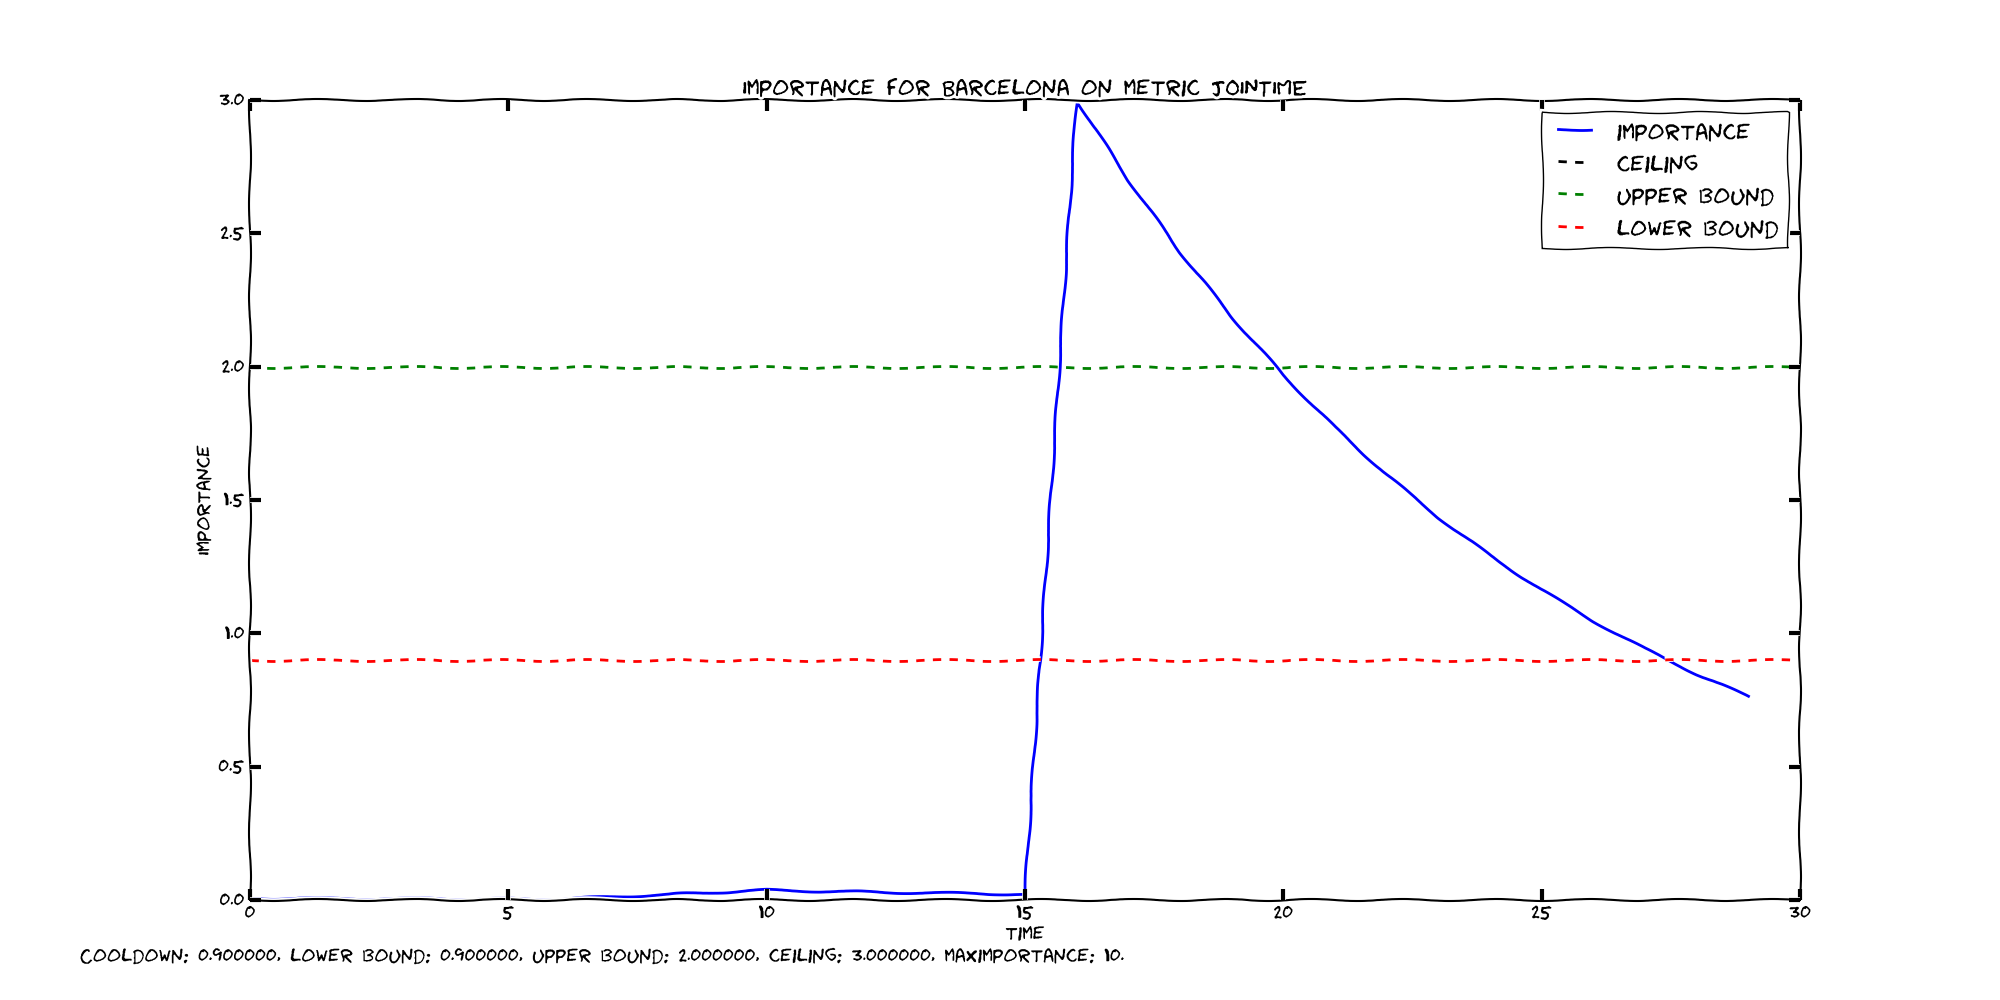 IMPORTANCE FOR BARCELONA ON METRIC JOINTIME
3.0
2.5
2.0
1.5
1.0
0.5
0.0
IMPORTANCE
IMPORTANCE
CEILING
UPPER BOUND
LOWER BOUND
0 5 10 15 20 25 30
TIME
COOLDOWN: 0.900000, LOWER BOUND: 0.900000, UPPER BOUND: 2.000000, CEILING: 3.000000, MAXIMPORTANCE: 10.